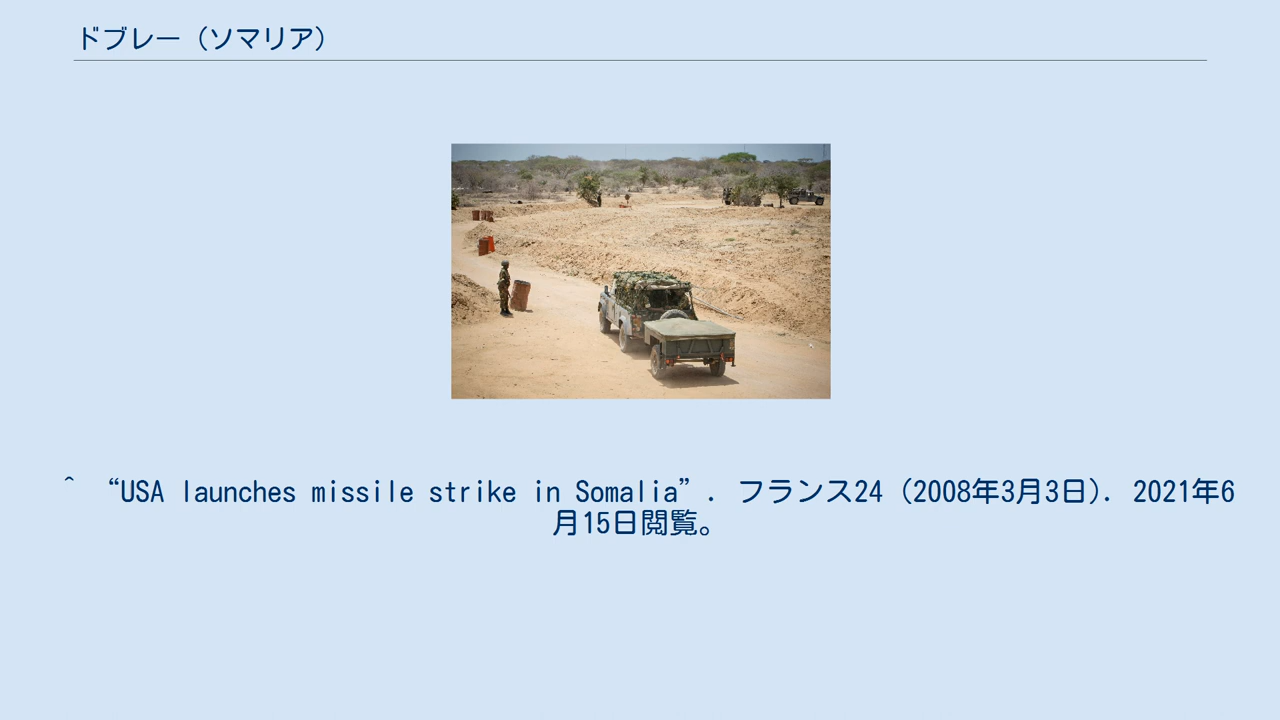 ドブレー（ソマリア）
^ “USA launches missile strike in Somalia”. フランス24 (2008年3月3日). 2021年6
月15日閲覧。